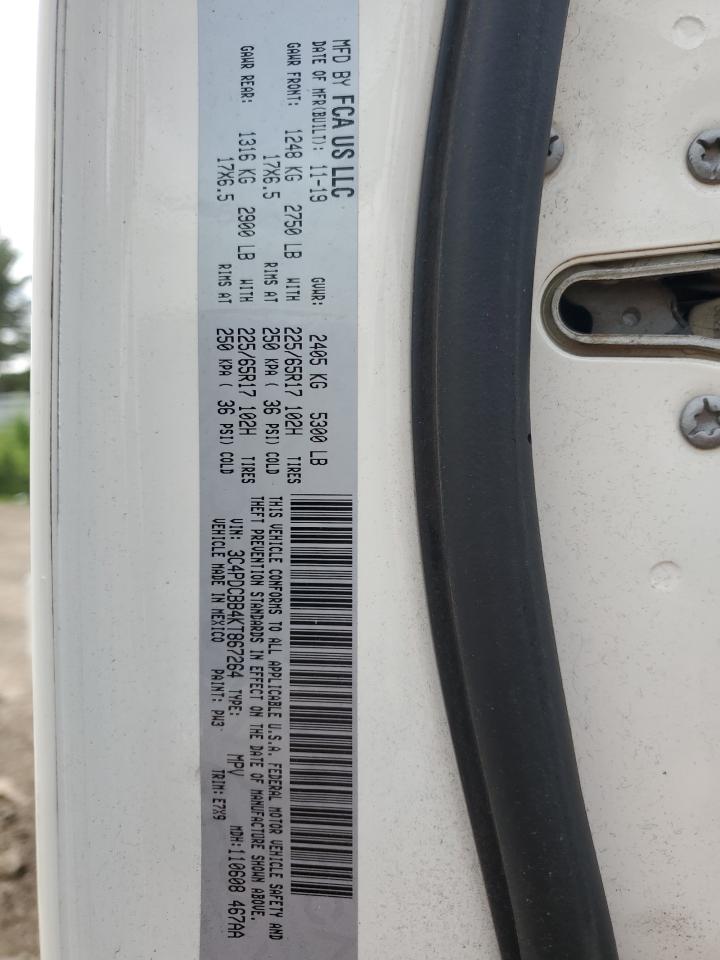 MFD BY FCA US LLC
DATE OF MFR(BUILT): 11-19 GVWR: 2405 KG 5300 LB
GAWR FRONT: 1248 KG 2750 LB WITH 225/65R17 102H TIRES
17X6.5 RIMS AT 250 KPA ( 36 PSI) COLD
GAWR REAR: 1316 KG 2900 LB WITH 225/65R17 102H TIRES
17X6.5 RIMS AT 250 KPA ( 36 PSI) COLD
THIS VEHICLE CONFORMS TO ALL APPLICABLE U.S.A. FEDERAL MOTOR VEHICLE SAFETY AND
THEFT PREVENTION STANDARDS IN EFFECT ON THE DATE OF MANUFACTURE SHOWN ABOVE.
VIN: 3C4PDCBB4KT867264 TYPE: MPV MDH:110608 467AA
VEHICLE MADE IN MEXICO PAINT: PW3 TRIM: E7X9